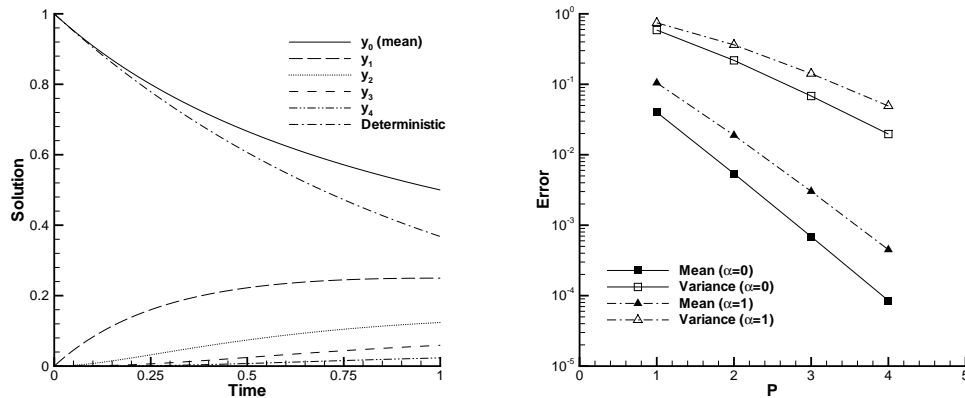 Solution
1
0.8
0.6
0.4
0.2
0
0 0.25 0.5 0.75 1
Time
y0 (mean)
y1
y2
y3
y4
Deterministic
Error
10^0
10^-1
10^-2
10^-3
10^-4
10^-5
0 1 2 3 4 5
P
Mean (α=0)
Variance (α=0)
Mean (α=1)
Variance (α=1)